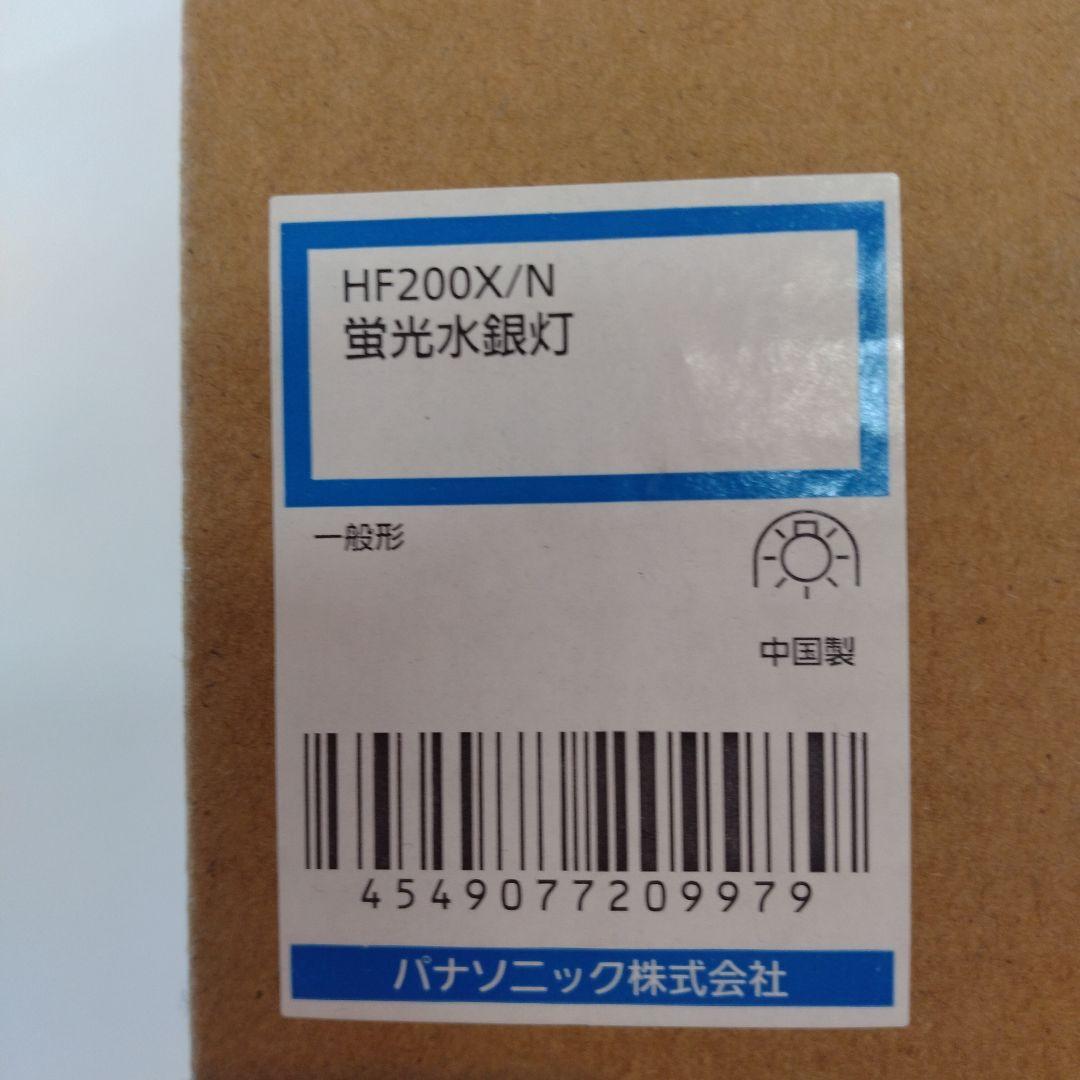 HF200X/N
蛍光水銀灯
一般形
中国製
4549077209979
パナソニック株式会社